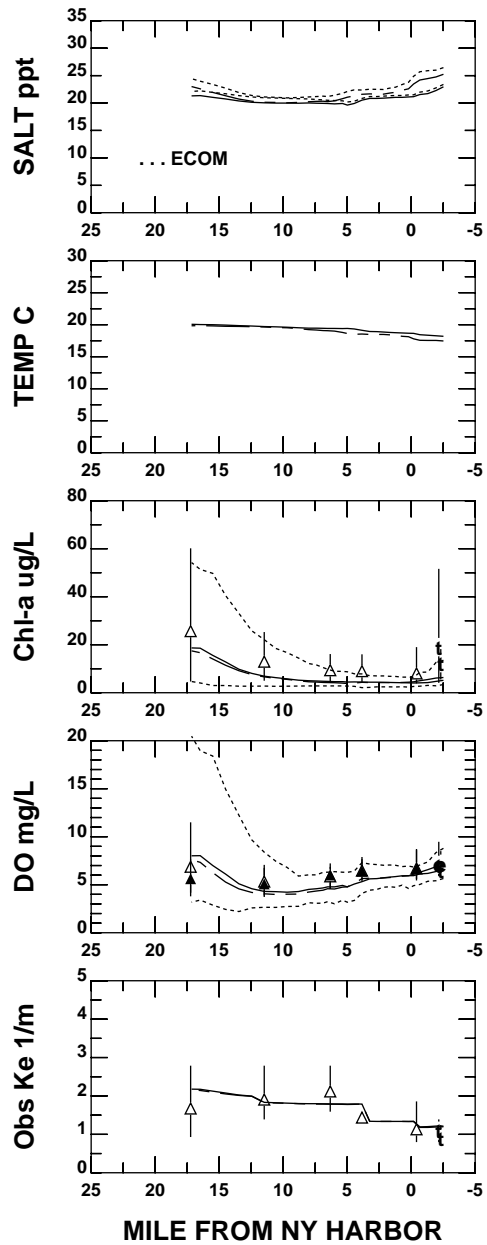 SALT ppt
35
30
25
20
15
10
5
0
. . . ECOM
25 20 15 10 5 0 -5
TEMP C
30
25
20
15
10
5
0
25 20 15 10 5 0 -5
Chl-a ug/L
80
60
40
20
0
25 20 15 10 5 0 -5
DO mg/L
20
15
10
5
0
25 20 15 10 5 0 -5
Obs Ke 1/m
5
4
3
2
1
0
25 20 15 10 5 0 -5
MILE FROM NY HARBOR